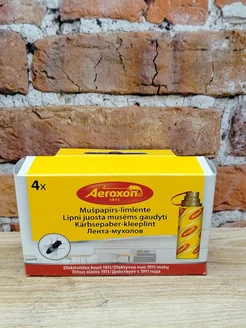 Aeroxon
1911
4x
Mušpapīrs-līmlente
Lipni juosta musėms gaudyti
Kärbsepaber-kleeplint
Лента-мухолов
Efektivitāte kopš 1911/Efektyvus nuo 1911 metų
Tõhus alates 1911/Действует с 1911 года